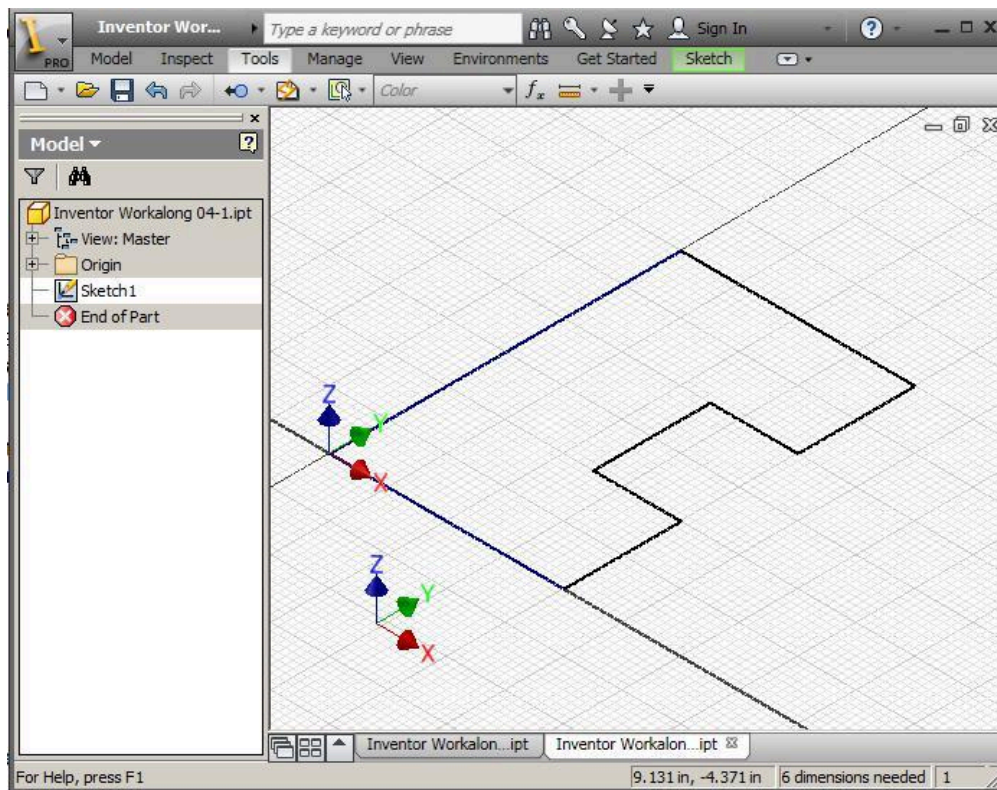 Inventor Wor... Type a keyword or phrase Sign In
PRO Model Inspect Tools Manage View Environments Get Started Sketch
Color fx
Model
Inventor Workalong 04-1.ipt
View: Master
Origin
Sketch1
End of Part
Z
Y
X
Z
Y
X
Inventor Workalon...ipt Inventor Workalon...ipt
For Help, press F1 9.131 in, -4.371 in 6 dimensions needed 1